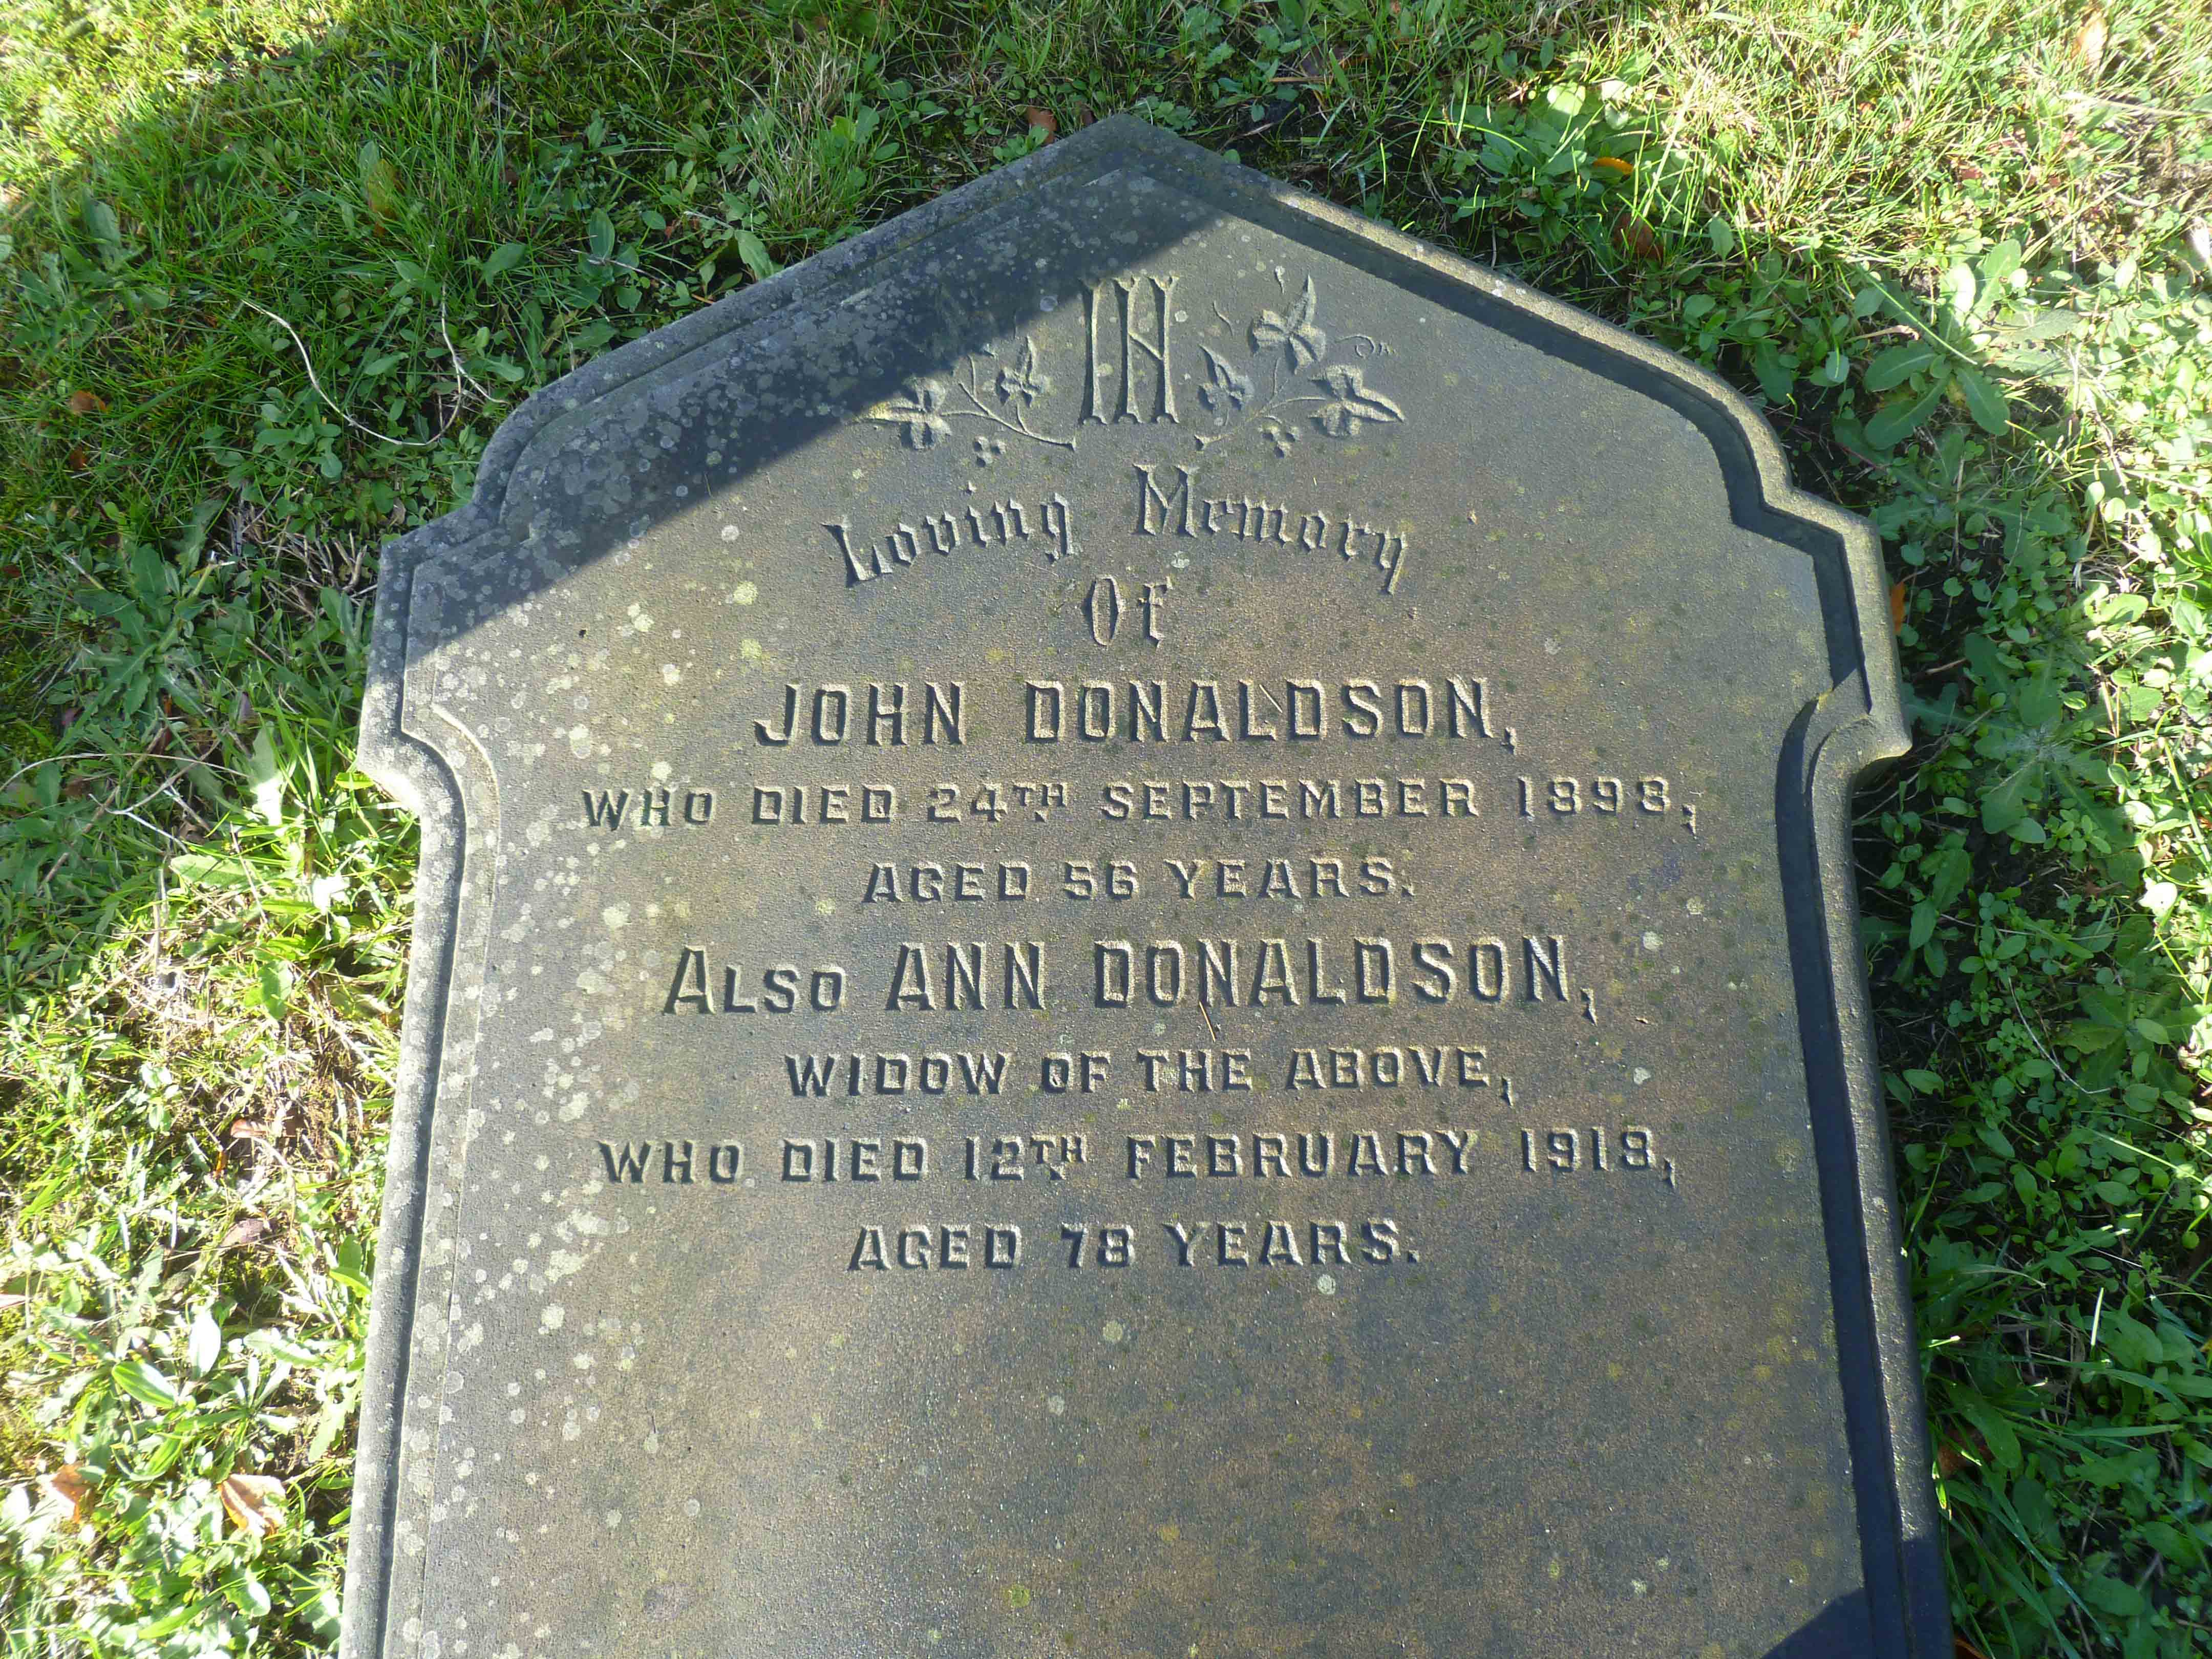 IN
Loving Memory
Of
JOHN DONALDSON,
WHO DIED 24TH SEPTEMBER 1898,
AGED 56 YEARS.
ALSO ANN DONALDSON,
WIDOW OF THE ABOVE,
WHO DIED 12TH FEBRUARY 1918,
AGED 78 YEARS.